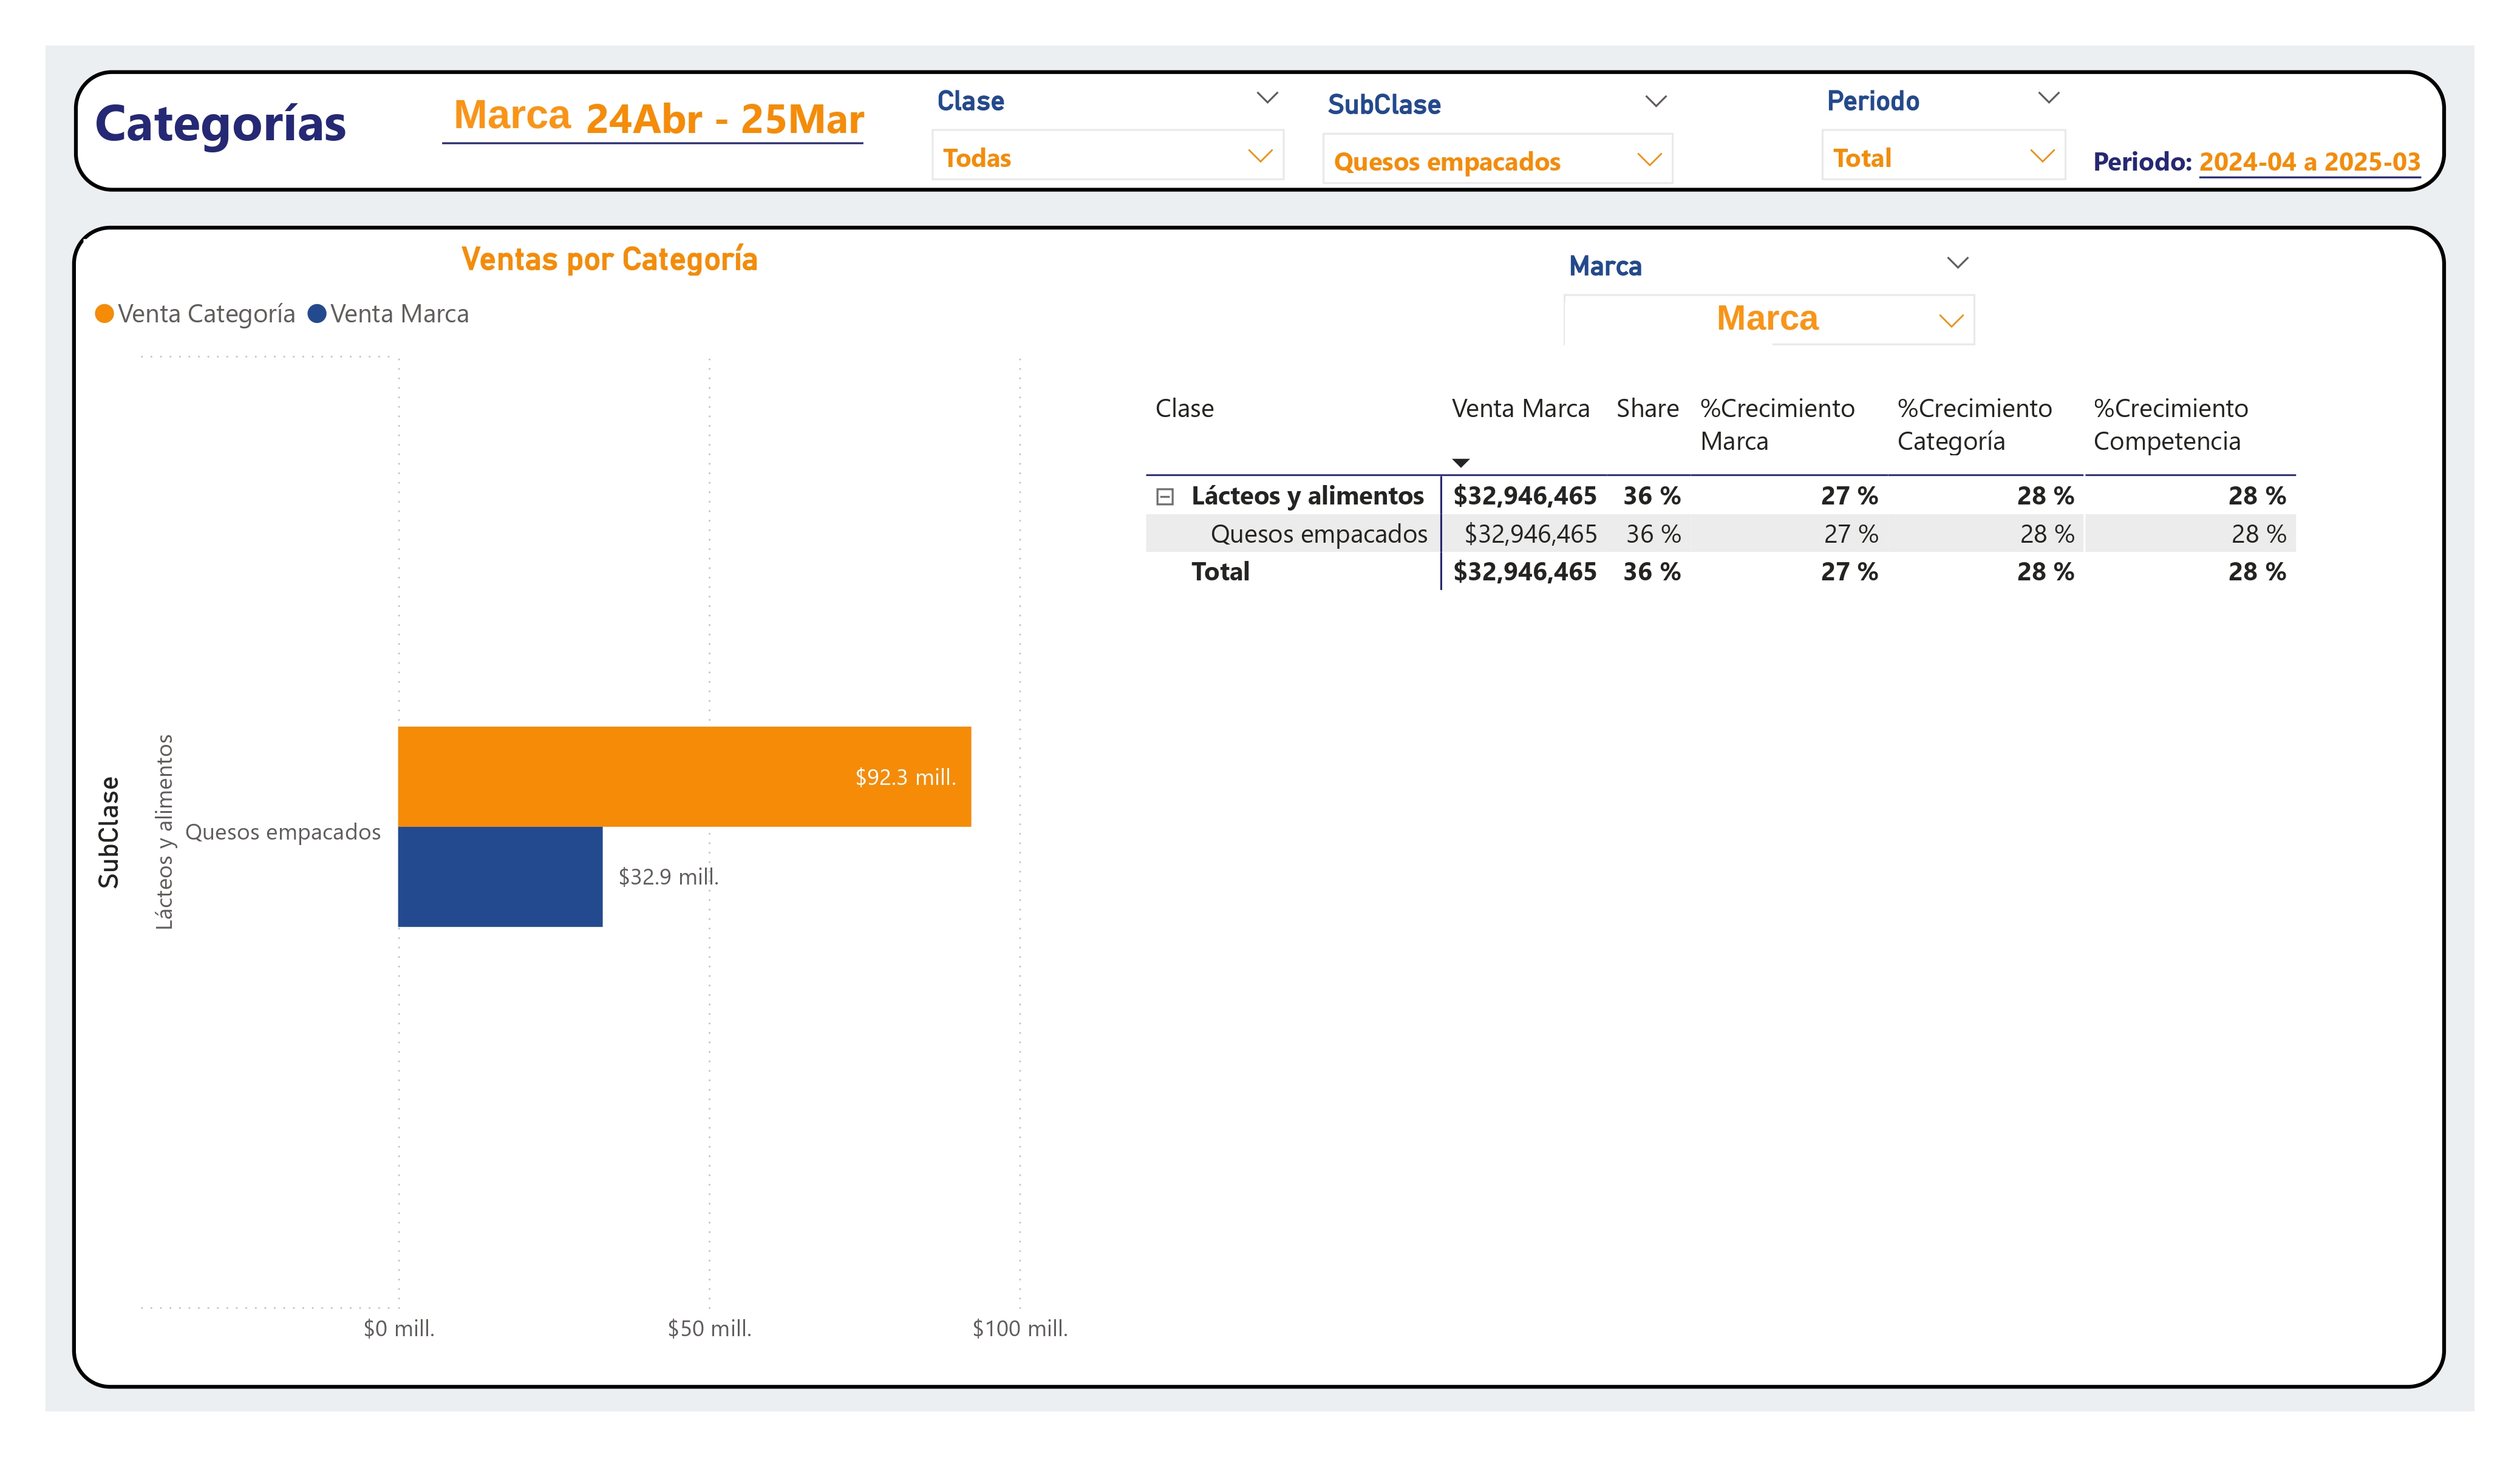 Categorías
Marca 24Abr - 25Mar
Clase
Todas
SubClase
Quesos empacados
Periodo
Total
Periodo: 2024-04 a 2025-03
Ventas por Categoría
Venta Categoría Venta Marca
SubClase
Lácteos y alimentos
Quesos empacados
$92.3 mill.
$32.9 mill.
$0 mill. $50 mill. $100 mill.
Marca
Marca
Clase Venta Marca Share %Crecimiento Marca %Crecimiento Categoría %Crecimiento Competencia
Lácteos y alimentos $32,946,465 36 % 27 % 28 % 28 %
Quesos empacados $32,946,465 36 % 27 % 28 % 28 %
Total $32,946,465 36 % 27 % 28 % 28 %